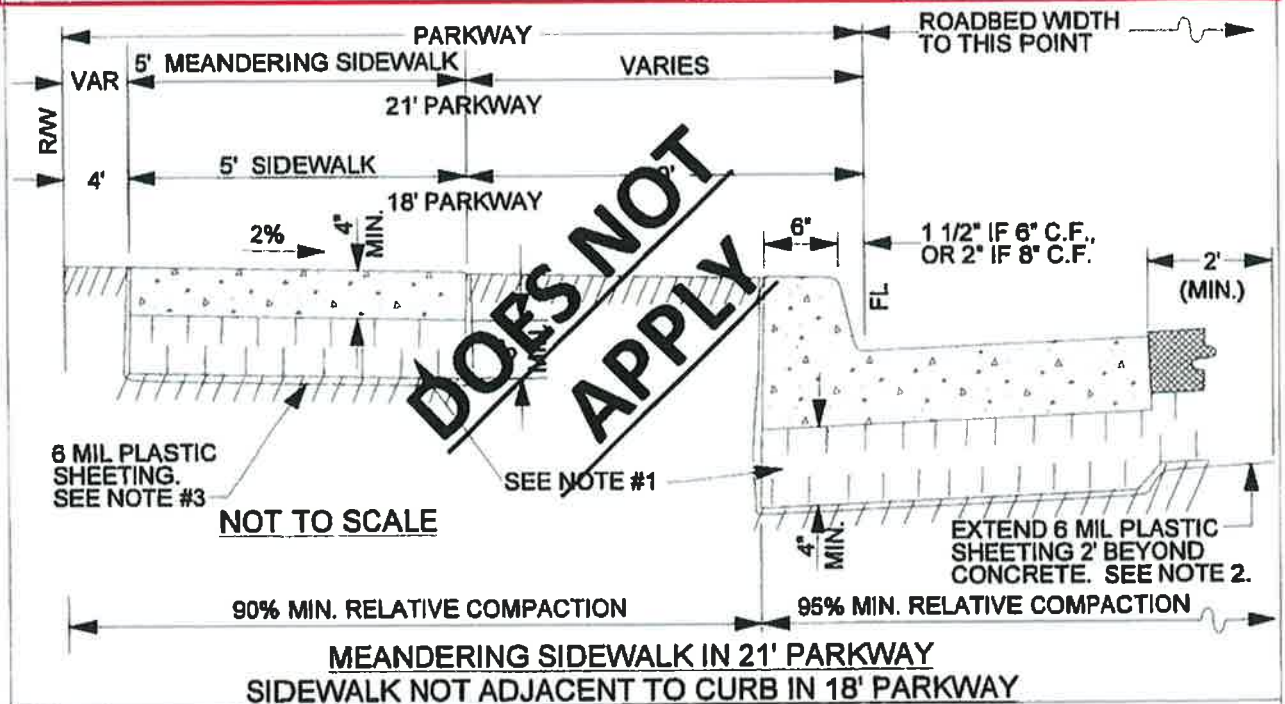 PARKWAY
ROADBED WIDTH
TO THIS POINT
VAR
5' MEANDERING SIDEWALK
VARIES
R/W
21' PARKWAY
4'
5' SIDEWALK
18' PARKWAY
2%
4"
MIN.
6"
1 1/2" IF 6" C.F.,
OR 2" IF 8" C.F.
FL
2'
(MIN.)
DOES NOT
APPLY
MIN.
6 MIL PLASTIC
SHEETING.
SEE NOTE #3
SEE NOTE #1
NOT TO SCALE
4"
MIN.
EXTEND 6 MIL PLASTIC
SHEETING 2' BEYOND
CONCRETE. SEE NOTE 2.
90% MIN. RELATIVE COMPACTION
95% MIN. RELATIVE COMPACTION
MEANDERING SIDEWALK IN 21' PARKWAY
SIDEWALK NOT ADJACENT TO CURB IN 18' PARKWAY